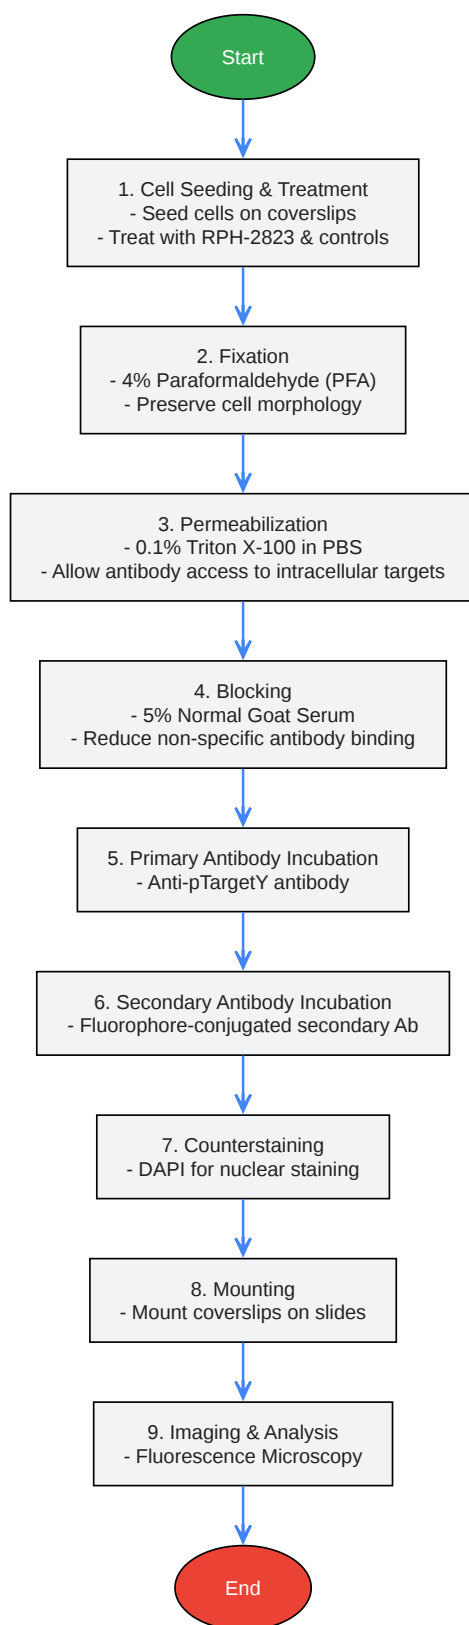 Start
1. Cell Seeding & Treatment
- Seed cells on coverslips
- Treat with RPH-2823 & controls
2. Fixation
- 4% Paraformaldehyde (PFA)
- Preserve cell morphology
3. Permeabilization
- 0.1% Triton X-100 in PBS
- Allow antibody access to intracellular targets
4. Blocking
- 5% Normal Goat Serum
- Reduce non-specific antibody binding
5. Primary Antibody Incubation
- Anti-pTargetY antibody
6. Secondary Antibody Incubation
- Fluorophore-conjugated secondary Ab
7. Counterstaining
- DAPI for nuclear staining
8. Mounting
- Mount coverslips on slides
9. Imaging & Analysis
- Fluorescence Microscopy
End